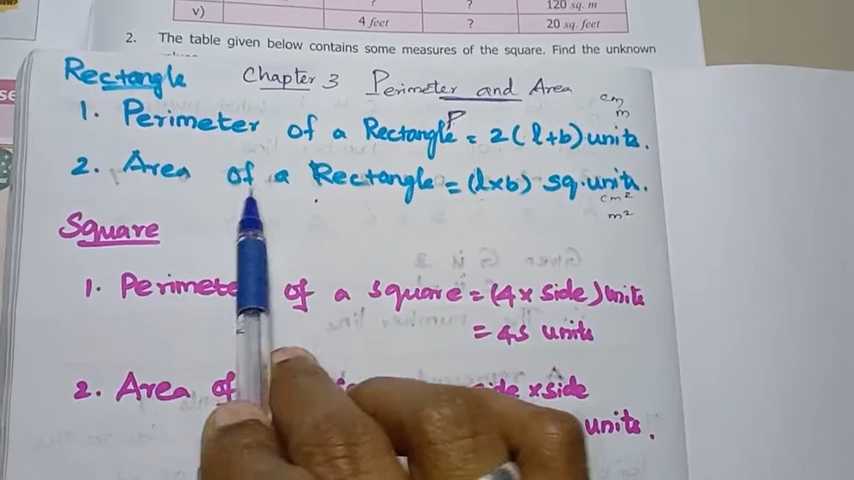 ?
?
120 sq. m
v)
4 feet
?
20 sq. feet
2. The table given below contains some measures of the square. Find the unknown
Rectangle
Chapter 3 Perimeter and Area
cm
m
1. Perimeter of a Rectangle P = 2(l+b) units.
2. Area of a Rectangle = (l×b) sq.units.
cm²
m²
Square
1. Perimeter of a square = (4 x side) units
= 4s units
2. Area of side x side
units.